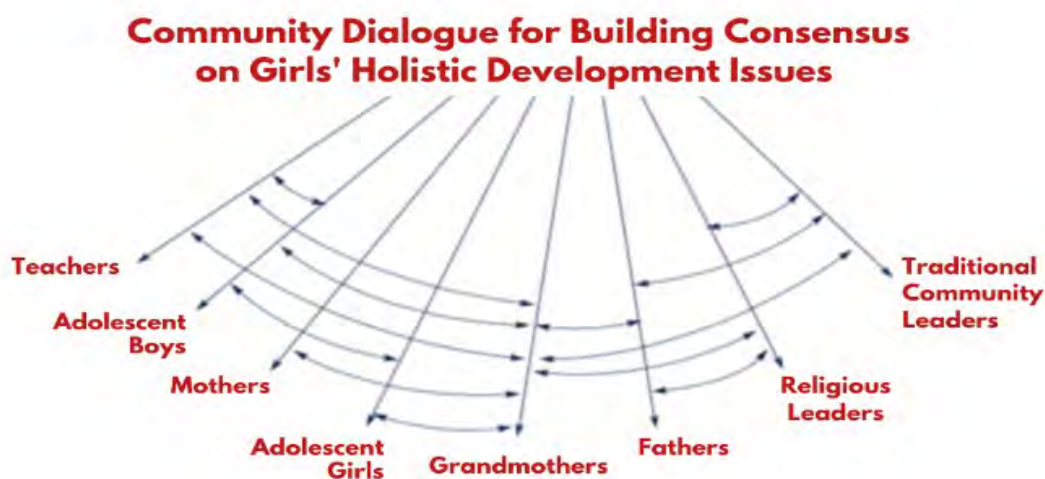 Community Dialogue for Building Consensus
on Girls' Holistic Development Issues
Teachers
Adolescent
Boys
Mothers
Adolescent
Girls
Grandmothers
Fathers
Religious
Leaders
Traditional
Community
Leaders